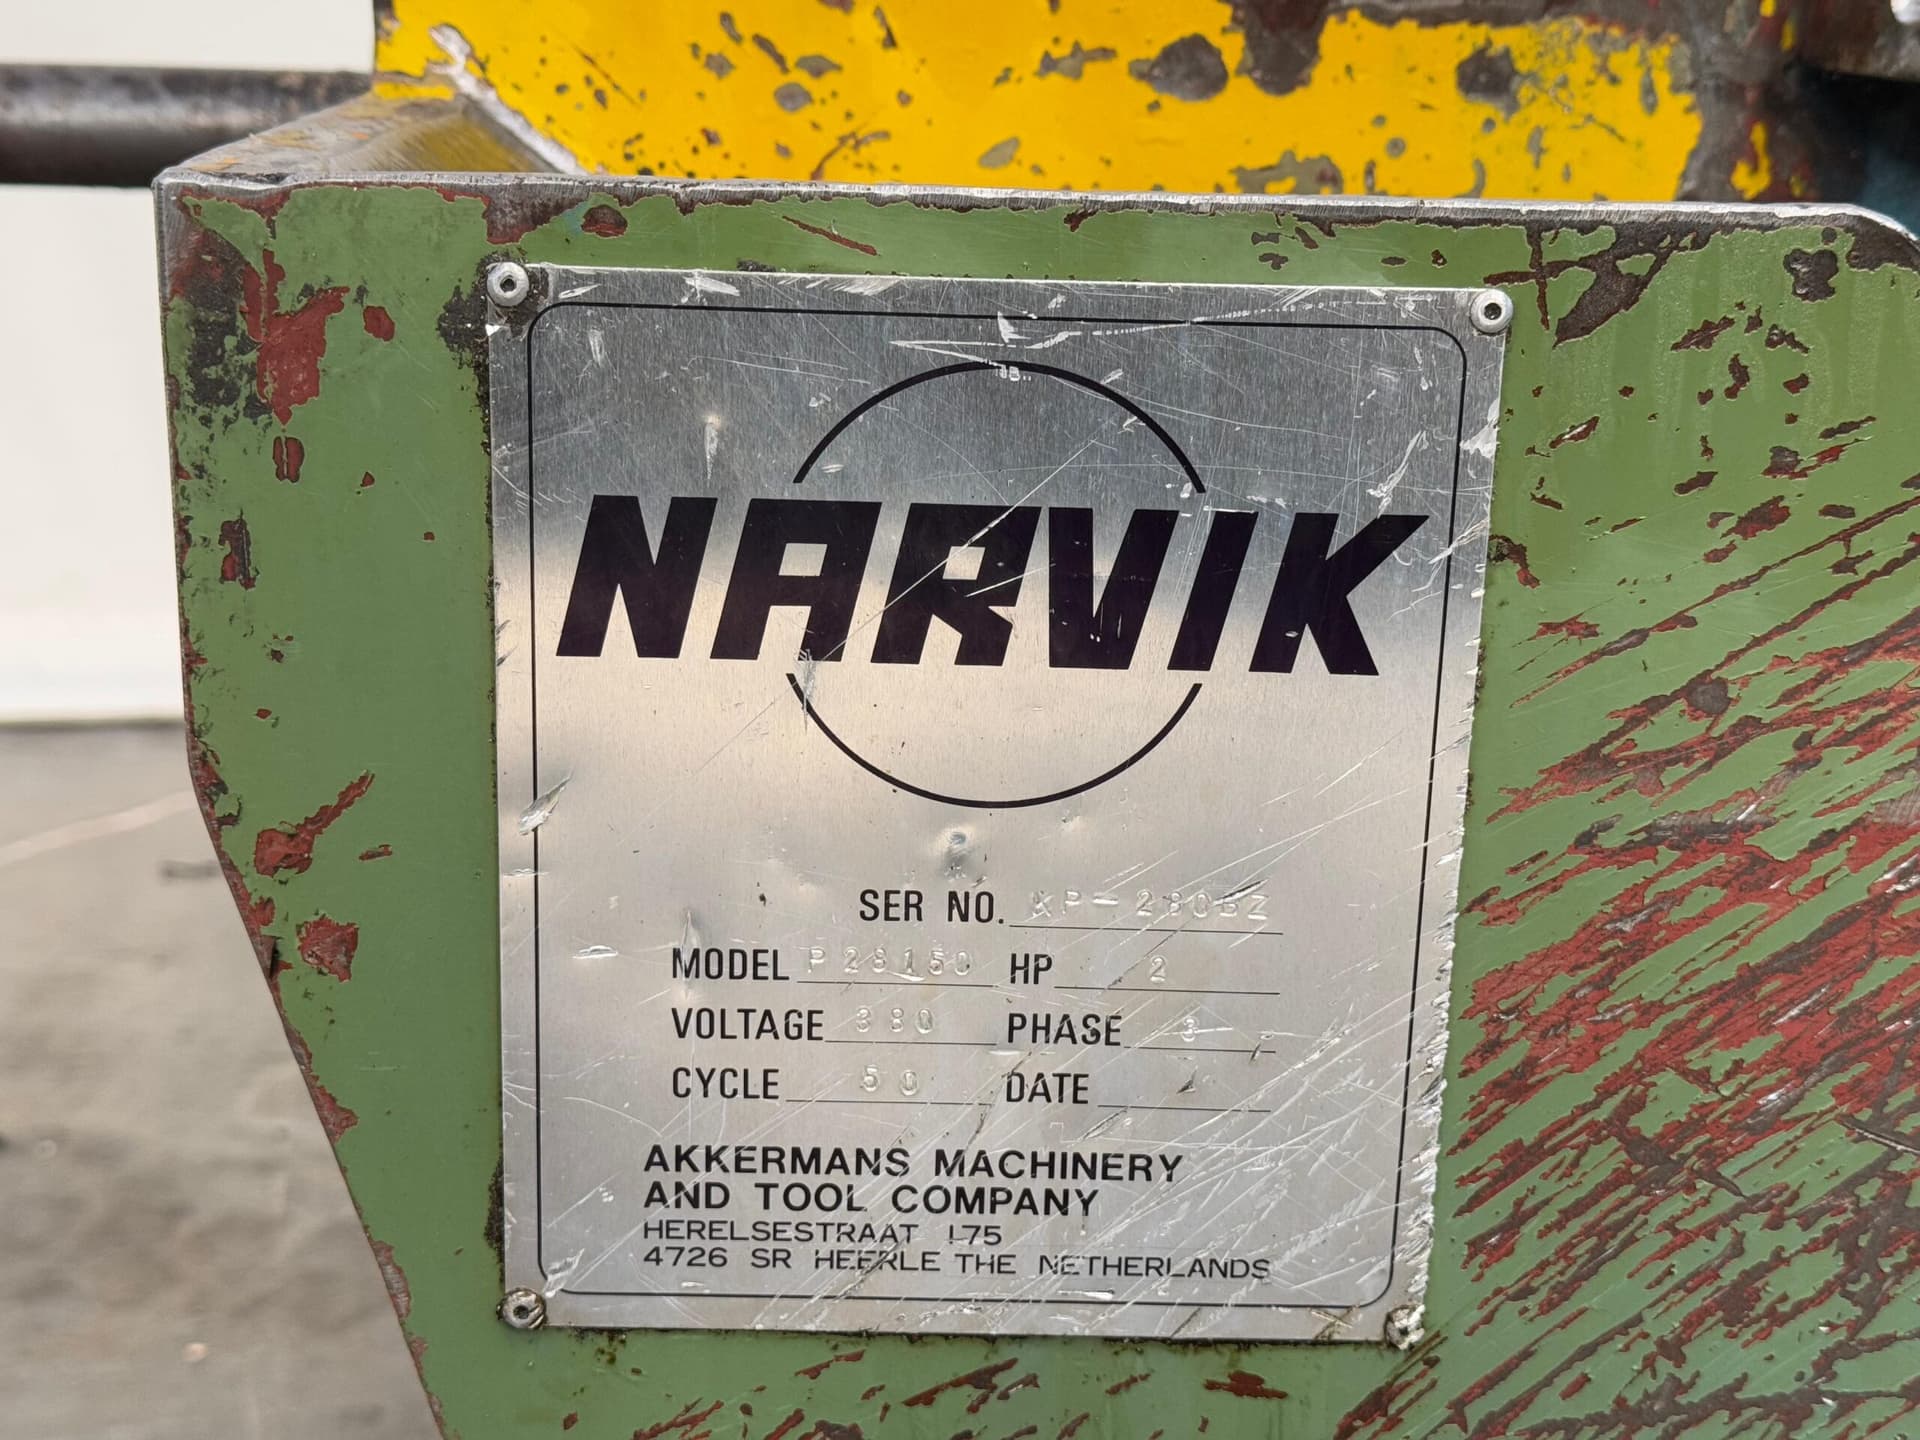 NARVIK
SER NO.
MODEL P28150 HP 2
VOLTAGE 380 PHASE 3
CYCLE 50 DATE
AKKERMANS MACHINERY
AND TOOL COMPANY
HERELSESTRAAT 175
4726 SR HEERLE THE NETHERLANDS